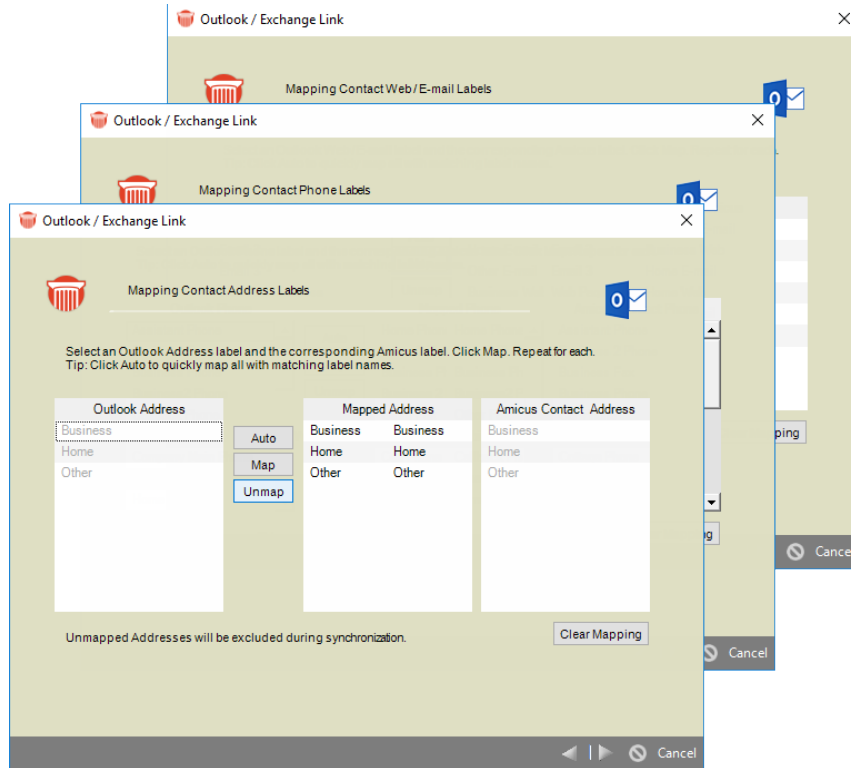 Outlook / Exchange Link
Mapping Contact Web / E-mail Labels
Outlook / Exchange Link
Mapping Contact Phone Labels
Outlook / Exchange Link
Mapping Contact Address Labels
Select an Outlook Address label and the corresponding Amicus label. Click Map. Repeat for each.
Tip: Click Auto to quickly map all with matching label names.
Outlook Address
Mapped Address
Amicus Contact Address
Business
Home
Other
Auto
Map
Unmap
Business Business
Home Home
Other Other
Business
Home
Other
Unmapped Addresses will be excluded during synchronization.
Clear Mapping
Cancel
ping
Cance
Cancel